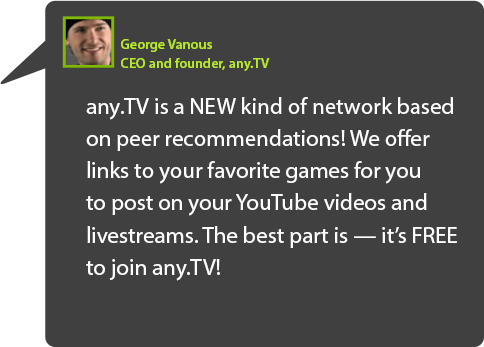 George Vanous
CEO and founder, any.TV
any.TV is a NEW kind of network based
on peer recommendations! We offer
links to your favorite games for you
to post on your YouTube videos and
livestreams. The best part is — it’s FREE
to join any.TV!